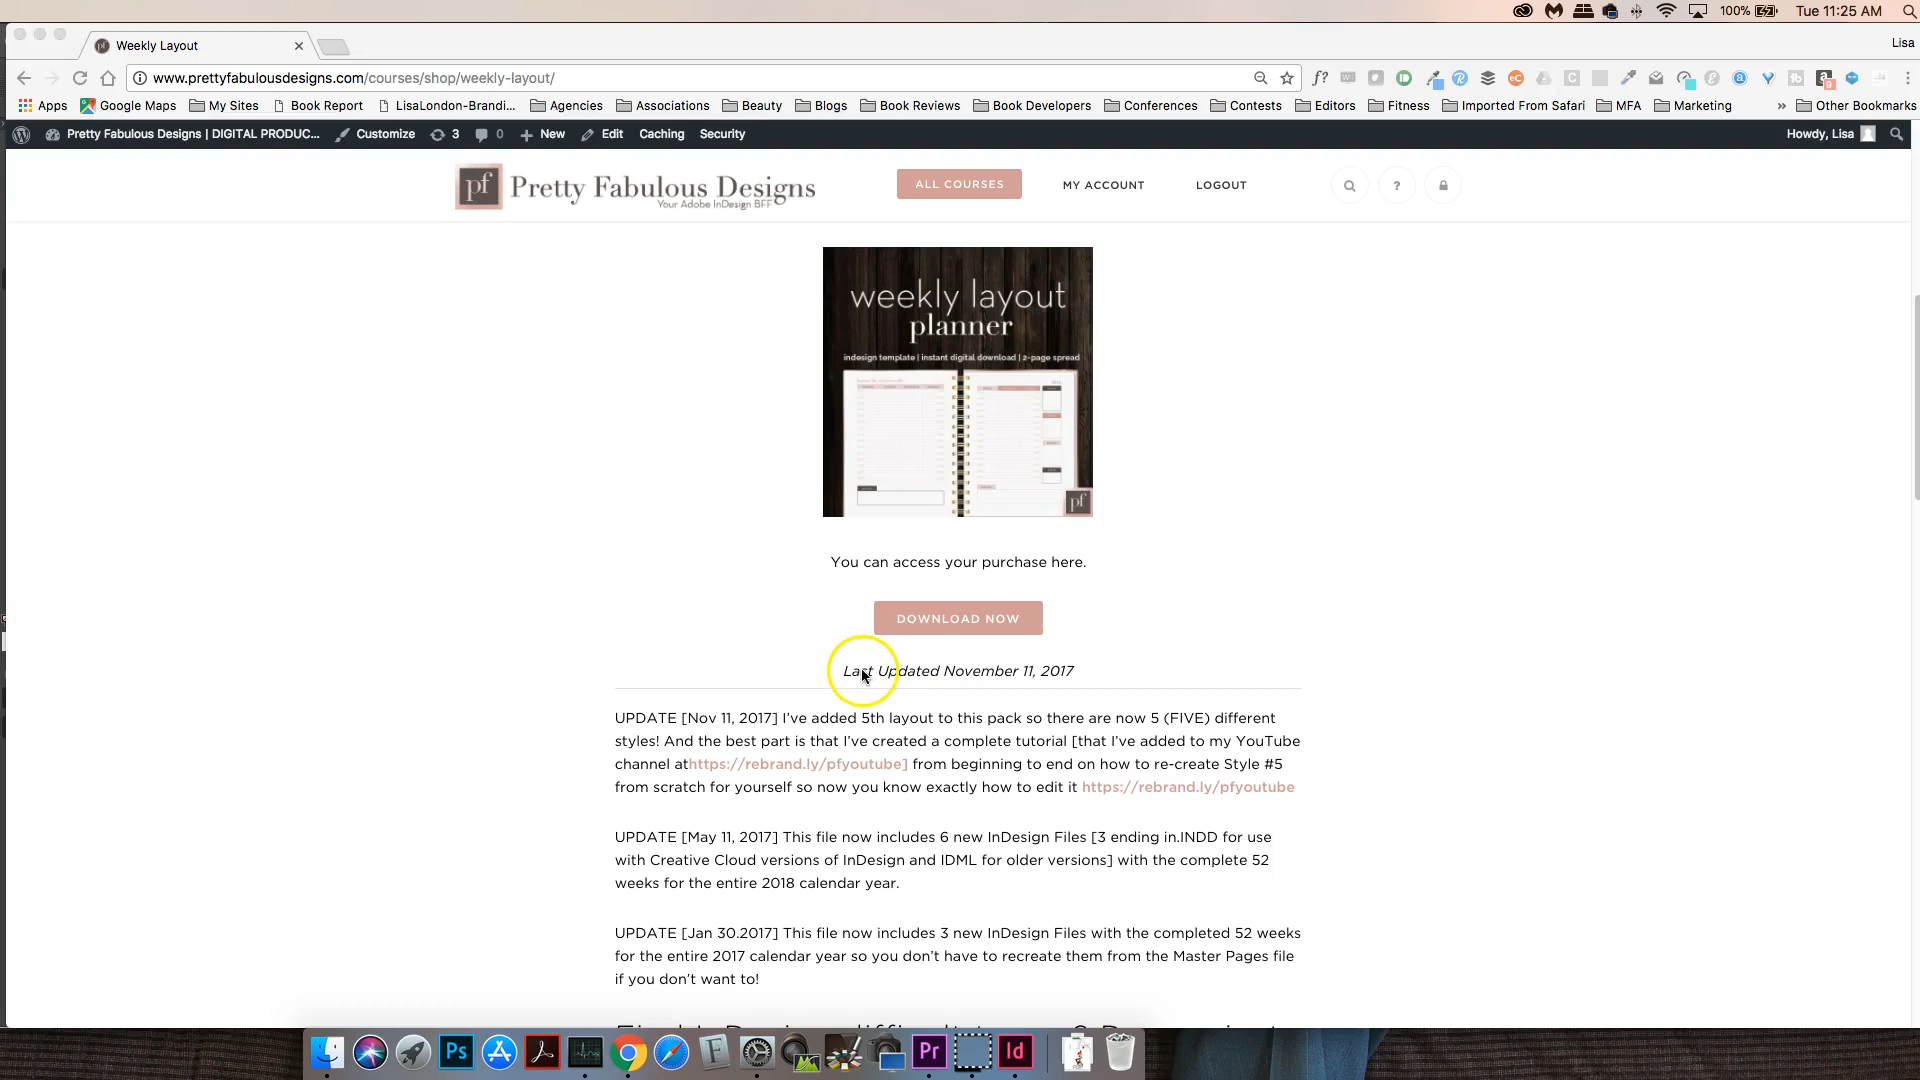 100%
Tue 11:25 AM
Weekly Layout
Lisa
www.prettyfabulousdesigns.com/courses/shop/weekly-layout/
Apps
Google Maps
My Sites
Book Report
LisaLondon-Brandi...
Agencies
Associations
Beauty
Blogs
Book Reviews
Book Developers
Conferences
Contests
Editors
Fitness
Imported From Safari
MFA
Marketing
»
Other Bookmarks
Pretty Fabulous Designs | DIGITAL PRODUC...
Customize
3
0
New
Edit
Caching
Security
Howdy, Lisa
pf
Pretty Fabulous Designs
Your Adobe InDesign BFF
ALL COURSES
MY ACCOUNT
LOGOUT
?
weekly layout
planner
indesign template | instant digital download | 2-page spread
pf
You can access your purchase here.
DOWNLOAD NOW
Last Updated November 11, 2017
UPDATE [Nov 11, 2017] I've added 5th layout to this pack so there are now 5 (FIVE) different
styles! And the best part is that I've created a complete tutorial [that I've added to my YouTube
channel athttps://rebrand.ly/pfyoutube] from beginning to end on how to re-create Style #5
from scratch for yourself so now you know exactly how to edit it https://rebrand.ly/pfyoutube
UPDATE [May 11, 2017] This file now includes 6 new InDesign Files [3 ending in.INDD for use
with Creative Cloud versions of InDesign and IDML for older versions] with the complete 52
weeks for the entire 2018 calendar year.
UPDATE [Jan 30.2017] This file now includes 3 new InDesign Files with the completed 52 weeks
for the entire 2017 calendar year so you don't have to recreate them from the Master Pages file
if you don't want to!
Ps
Pr
Id